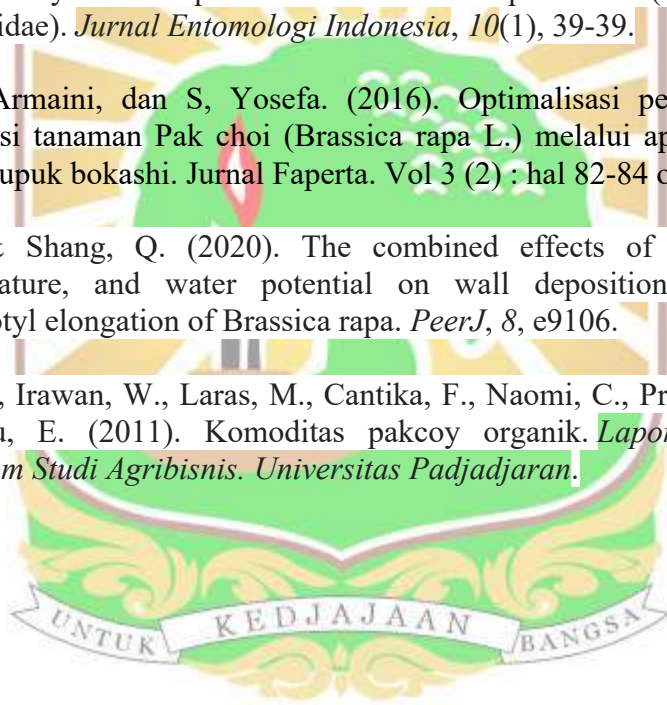 idae). Jurnal Entomologi Indonesia, 10(1), 39-39.
Armaini, dan S, Yosefa. (2016). Optimalisasi pe
si tanaman Pak choi (Brassica rapa L.) melalui ap
upuk bokashi. Jurnal Faperta. Vol 3 (2) : hal 82-84 o
& Shang, Q. (2020). The combined effects of
ature, and water potential on wall deposition
otyl elongation of Brassica rapa. PeerJ, 8, e9106.
, Irawan, W., Laras, M., Cantika, F., Naomi, C., Pr
u, E. (2011). Komoditas pakcoy organik. Lapor
m Studi Agribisnis. Universitas Padjadjaran.
UNTUK KEDJAJAAN BANGSA